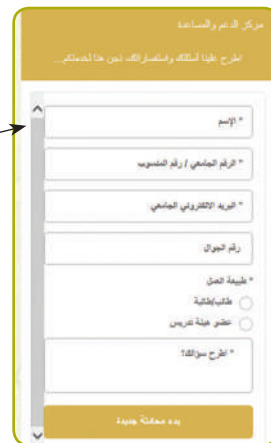 مركز الدعم والمساعدة
اطرح علينا أسئلتك واستفساراتك، نحن هنا لخدمتكم...
* الإسم
* الرقم الجامعي / رقم المنسوب
* البريد الالكتروني الجامعي
رقم الجوال
* طبيعة العمل
طالب/طالبة
عضو هيئة تدريس
* اطرح سؤالك؟
بدء محادثة جديدة